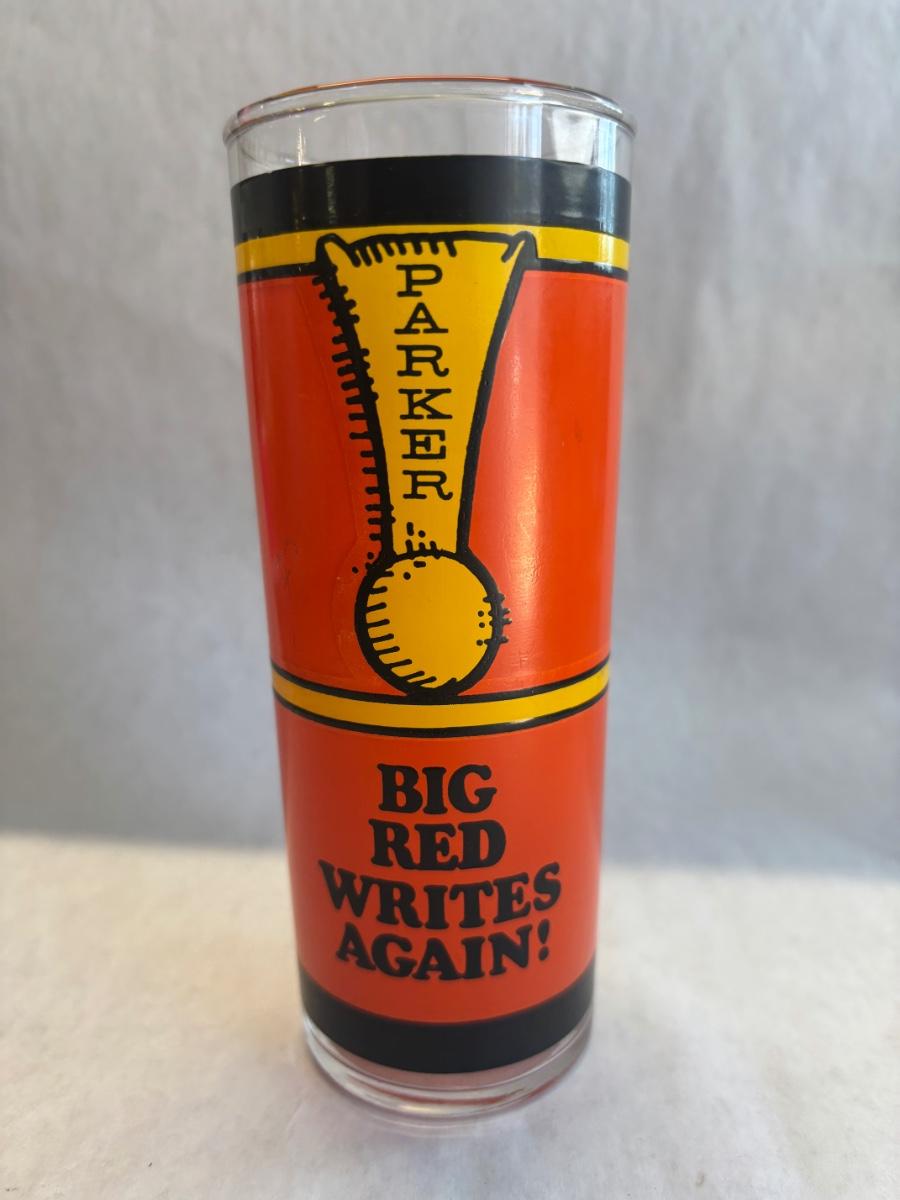 PARKER
BIG
RED
WRITES
AGAIN!